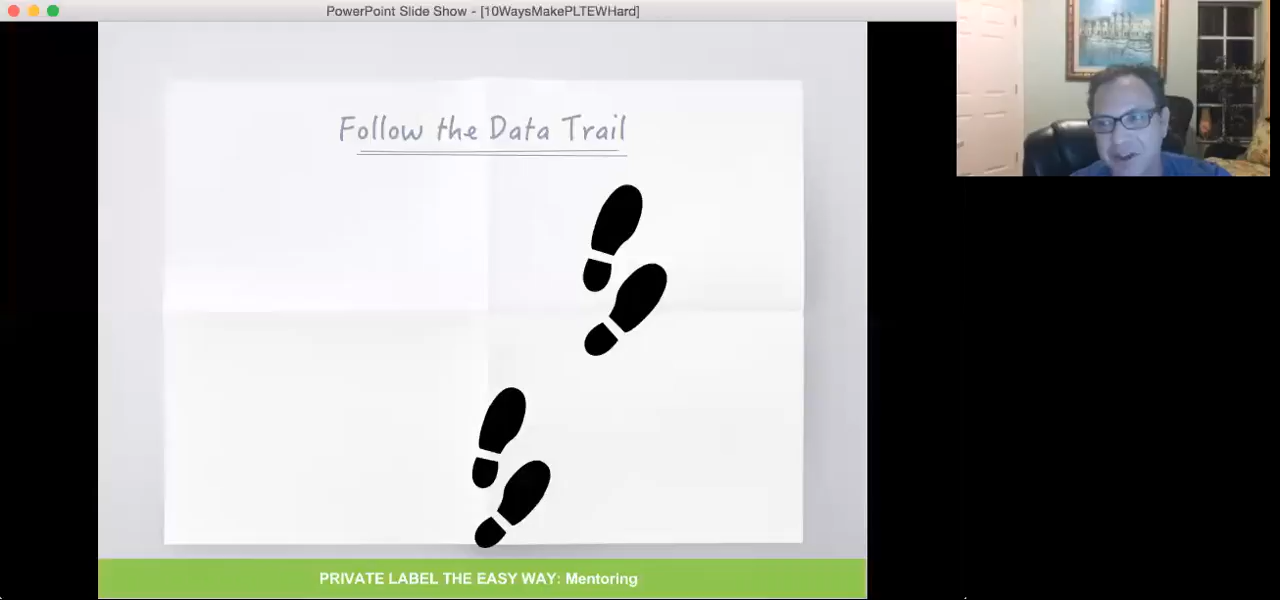 PowerPoint Slide Show - [10WaysMakePLTEWHard]
Follow the Data Trail
PRIVATE LABEL THE EASY WAY: Mentoring